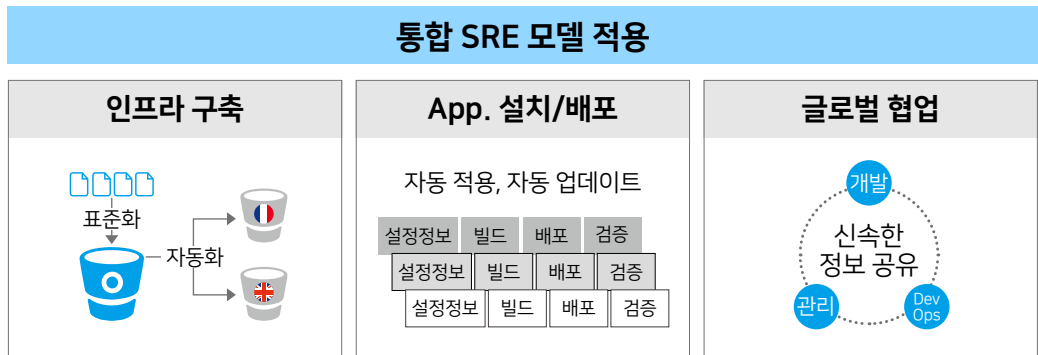 통합 SRE 모델 적용
인프라 구축
표준화
자동화
App. 설치/배포
자동 적용, 자동 업데이트
설정정보 빌드 배포 검증
설정정보 빌드 배포 검증
설정정보 빌드 배포 검증
글로벌 협업
개발
신속한
정보 공유
관리
Dev
Ops